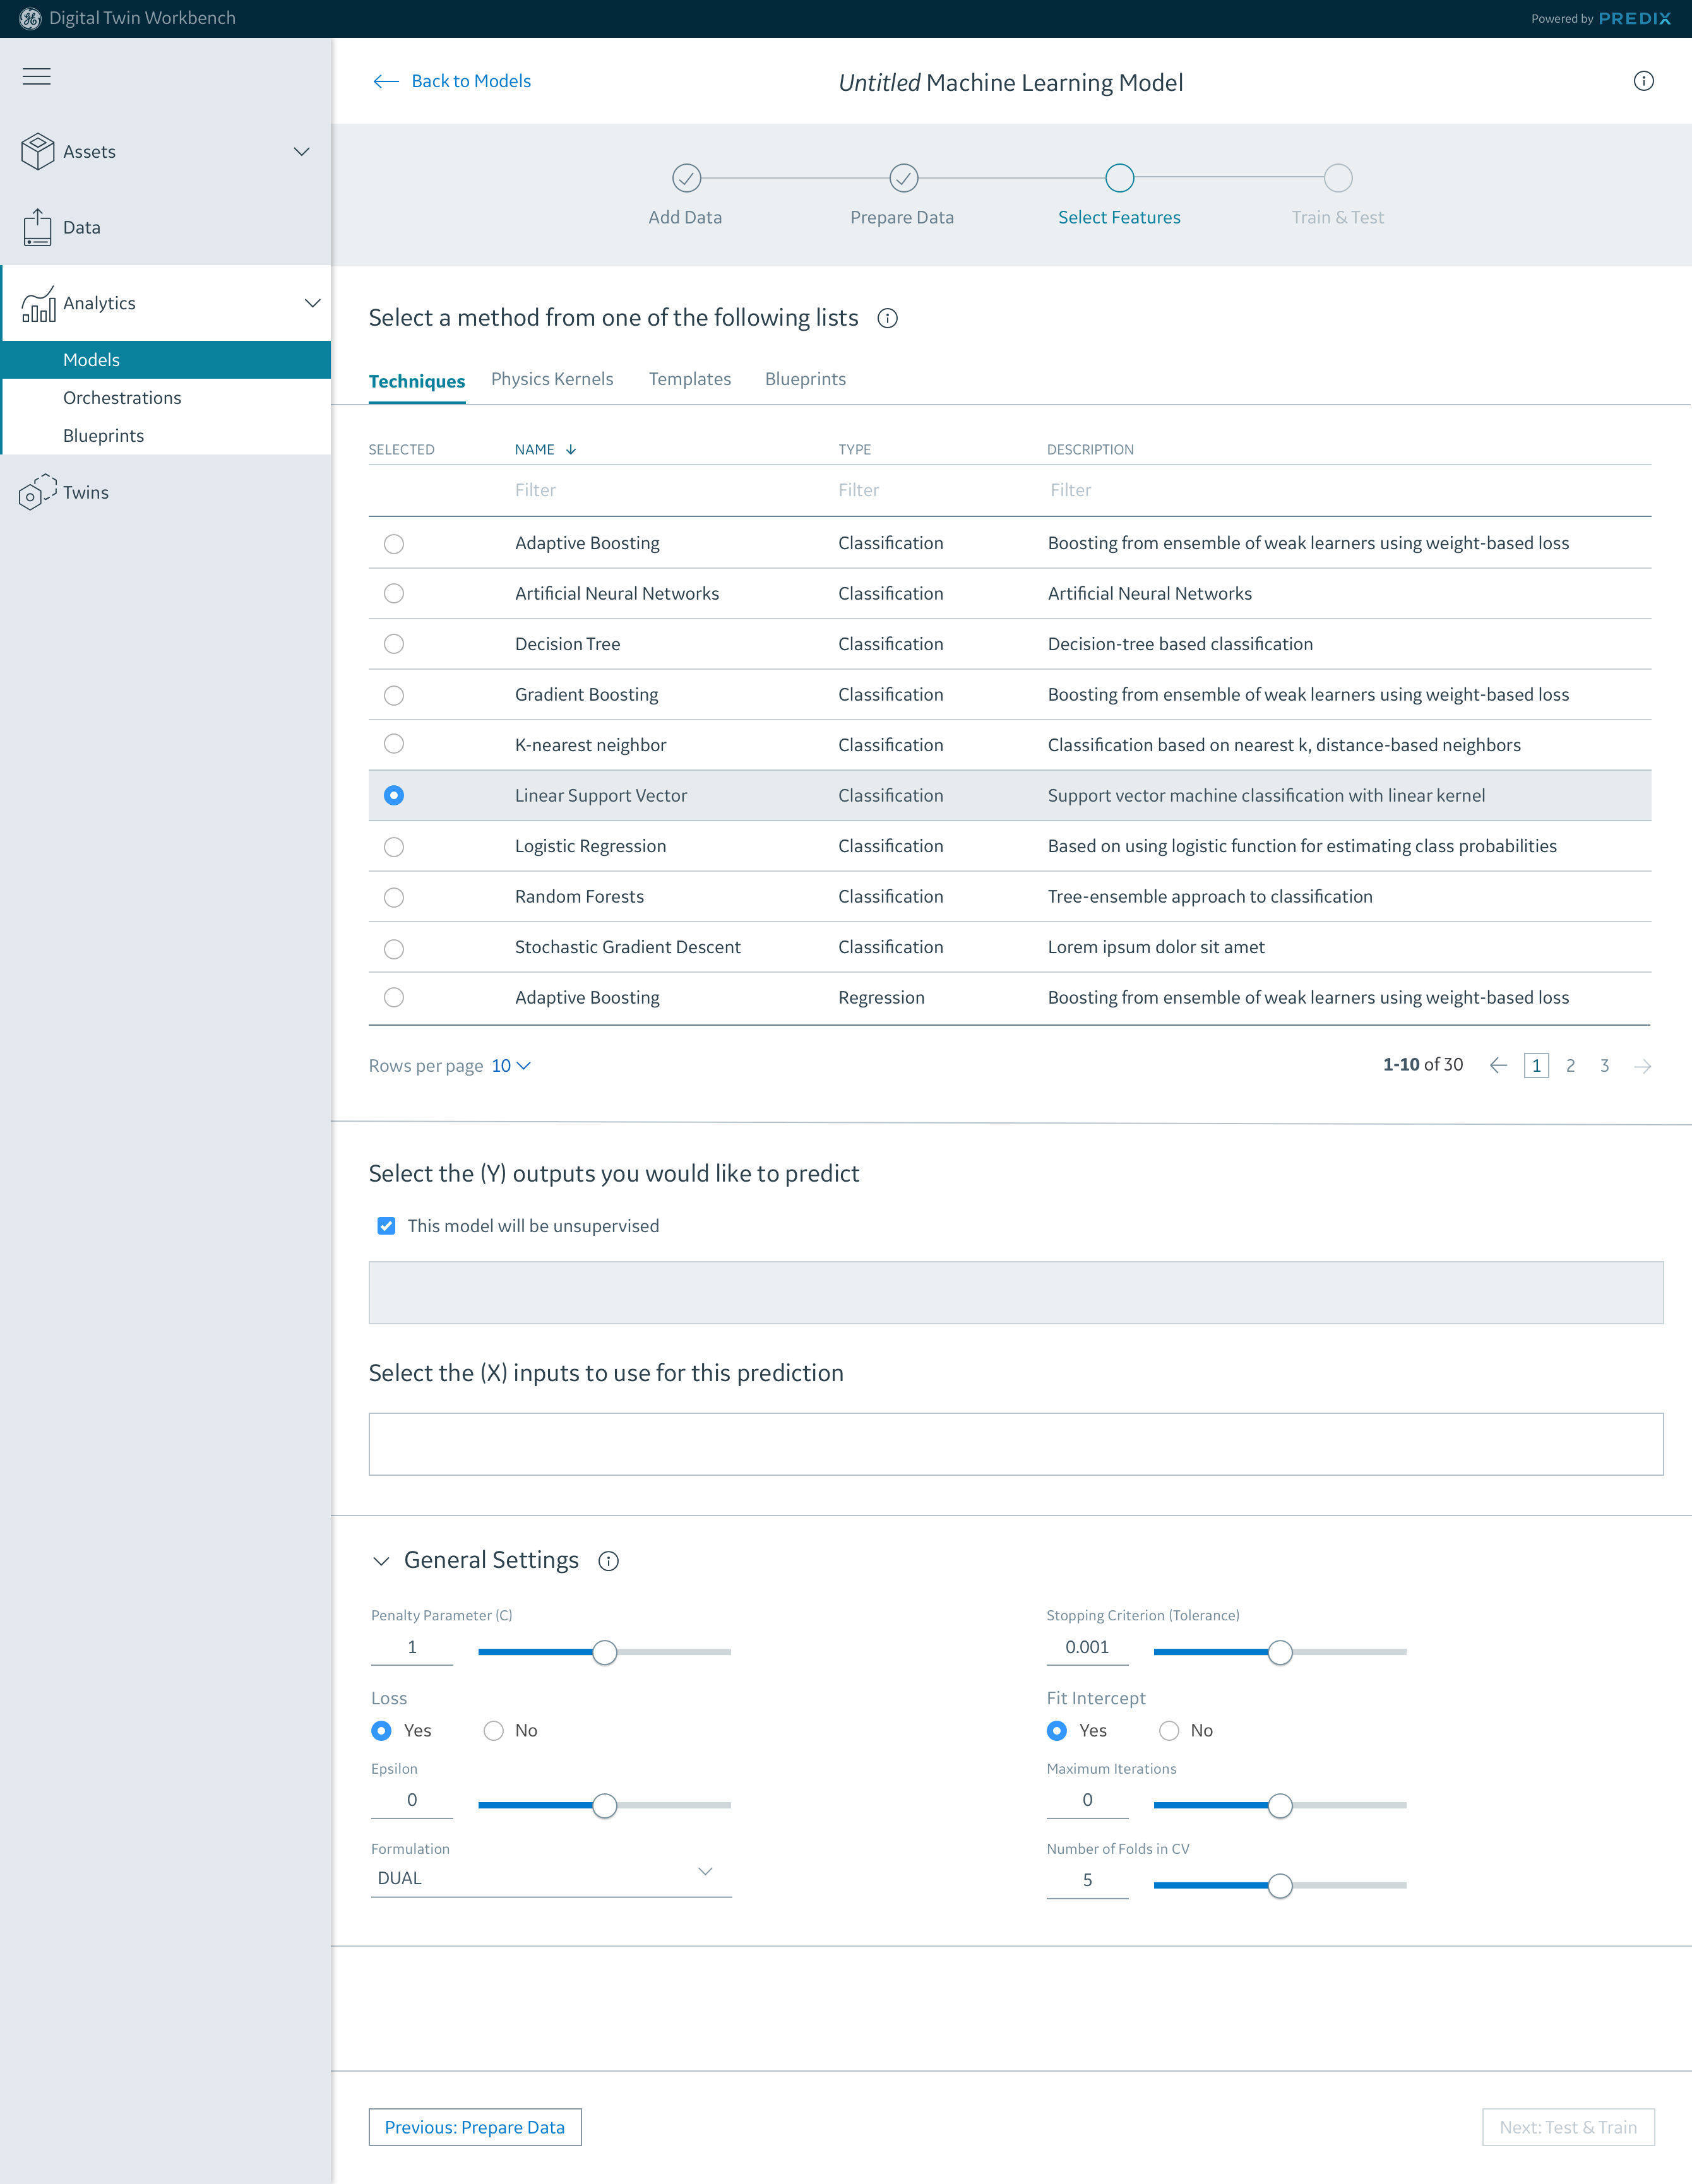 Digital Twin Workbench
Powered by PREDIX
Back to Models
Untitled Machine Learning Model
Assets
Data
Analytics
Models
Orchestrations
Blueprints
Twins
Add Data
Prepare Data
Select Features
Train & Test
Select a method from one of the following lists
Techniques Physics Kernels Templates Blueprints
SELECTED NAME TYPE DESCRIPTION
Filter Filter Filter
Adaptive Boosting Classification Boosting from ensemble of weak learners using weight-based loss
Artificial Neural Networks Classification Artificial Neural Networks
Decision Tree Classification Decision-tree based classification
Gradient Boosting Classification Boosting from ensemble of weak learners using weight-based loss
K-nearest neighbor Classification Classification based on nearest k, distance-based neighbors
Linear Support Vector Classification Support vector machine classification with linear kernel
Logistic Regression Classification Based on using logistic function for estimating class probabilities
Random Forests Classification Tree-ensemble approach to classification
Stochastic Gradient Descent Classification Lorem ipsum dolor sit amet
Adaptive Boosting Regression Boosting from ensemble of weak learners using weight-based loss
Rows per page 10
1-10 of 30 1 2 3
Select the (Y) outputs you would like to predict
This model will be unsupervised
Select the (X) inputs to use for this prediction
General Settings
Penalty Parameter (C)
1
Stopping Criterion (Tolerance)
0.001
Loss
Yes No
Fit Intercept
Yes No
Epsilon
0
Maximum Iterations
0
Formulation
DUAL
Number of Folds in CV
5
Previous: Prepare Data
Next: Test & Train